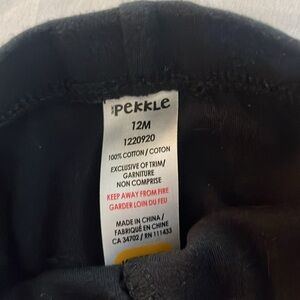 PEKKLE
12M
1220920
100% COTTON / COTON
EXCLUSIVE OF TRIM/
GARNITURE
NON COMPRISE
KEEP AWAY FROM FIRE
GARDER LOIN DU FEU
MADE IN CHINA /
FABRIQUÉ EN CHINE
CA 34702 / RN 111433